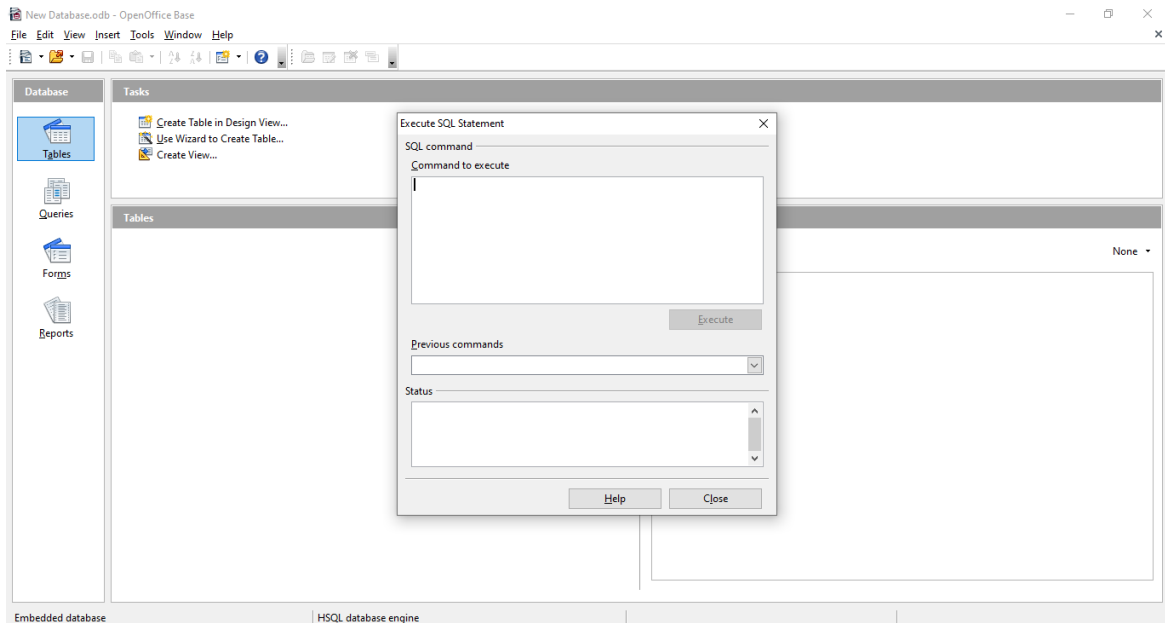 New Database.odb - OpenOffice Base
File Edit View Insert Tools Window Help
Database
Tables
Queries
Forms
Reports
Tasks
Create Table in Design View...
Use Wizard to Create Table...
Create View...
Tables
None
Execute SQL Statement
SQL command
Command to execute
Execute
Previous commands
Status
Help Close
Embedded database HSQL database engine